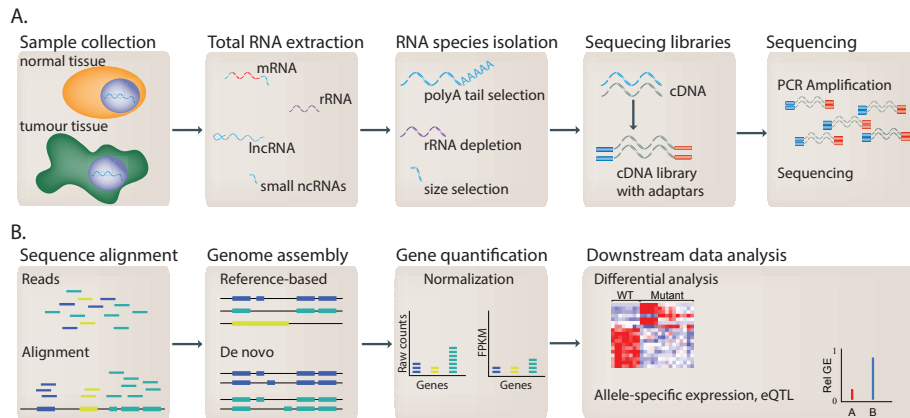 A.
Sample collection
normal tissue
tumour tissue
Total RNA extraction
mRNA
rRNA
lncRNA
small ncRNAs
RNA species isolation
polyA tail selection
rRNA depletion
size selection
Sequecing libraries
cDNA
cDNA library
with adaptars
Sequencing
PCR Amplification
Sequencing
B.
Sequence alignment
Reads
Alignment
Genome assembly
Reference-based
De novo
Gene quantification
Normalization
Raw counts
Genes
FPKM
Genes
Downstream data analysis
Differential analysis
WT Mutant
Allele-specific expression, eQTL
Rel GE
1
0
A B